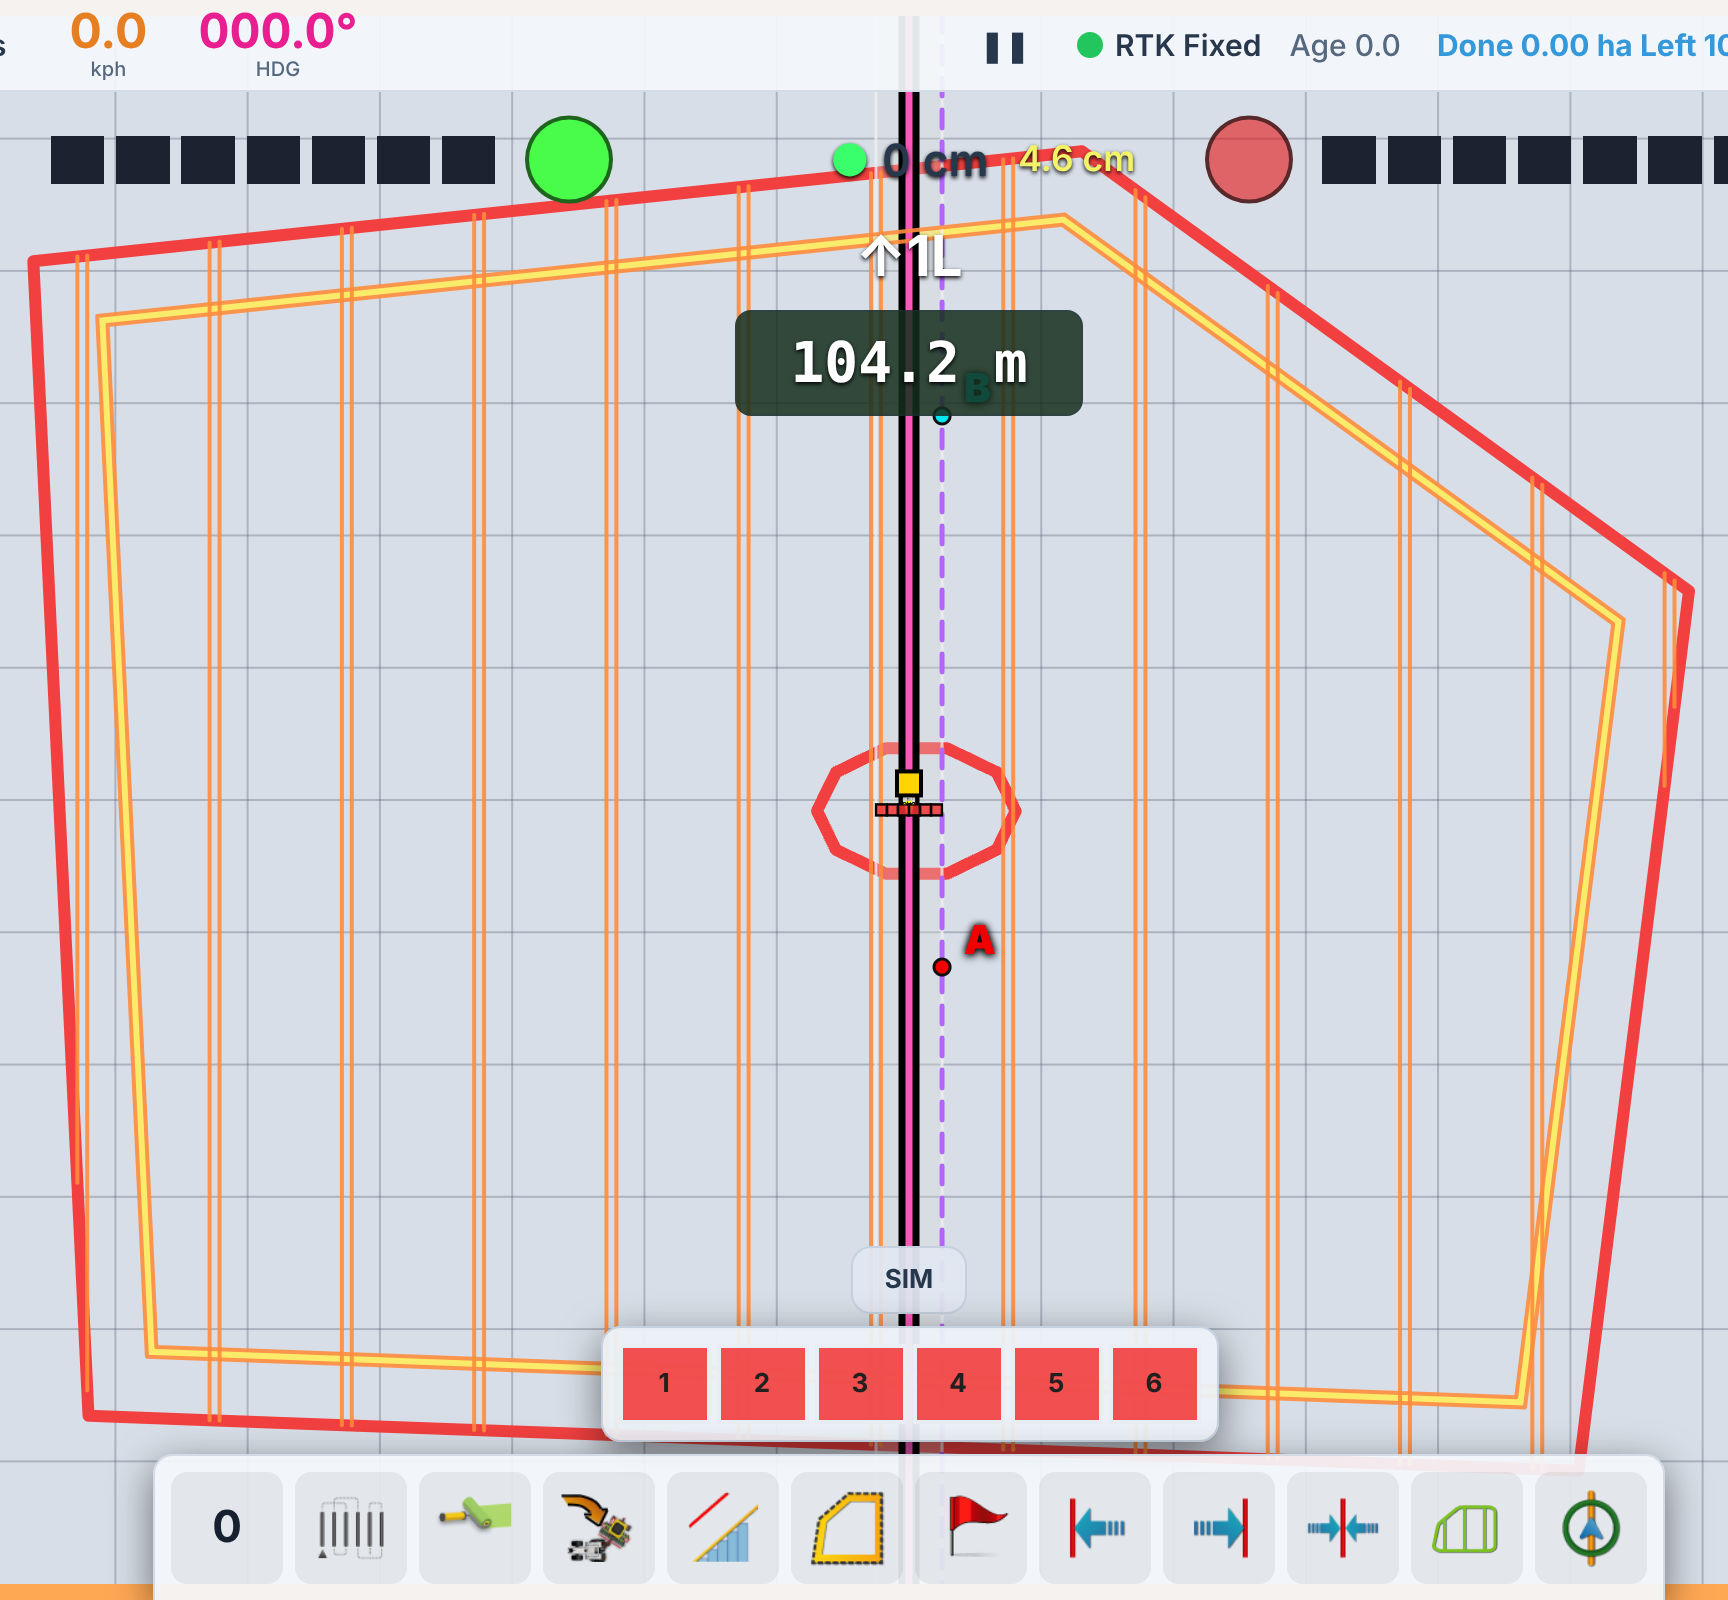 s
0.0
kph
000.0°
HDG
RTK Fixed
Age 0.0
Done 0.00 ha Left 10
0 cm
4.6 cm
↑1L
104.2 m
B
A
SIM
1 2 3 4 5 6
0